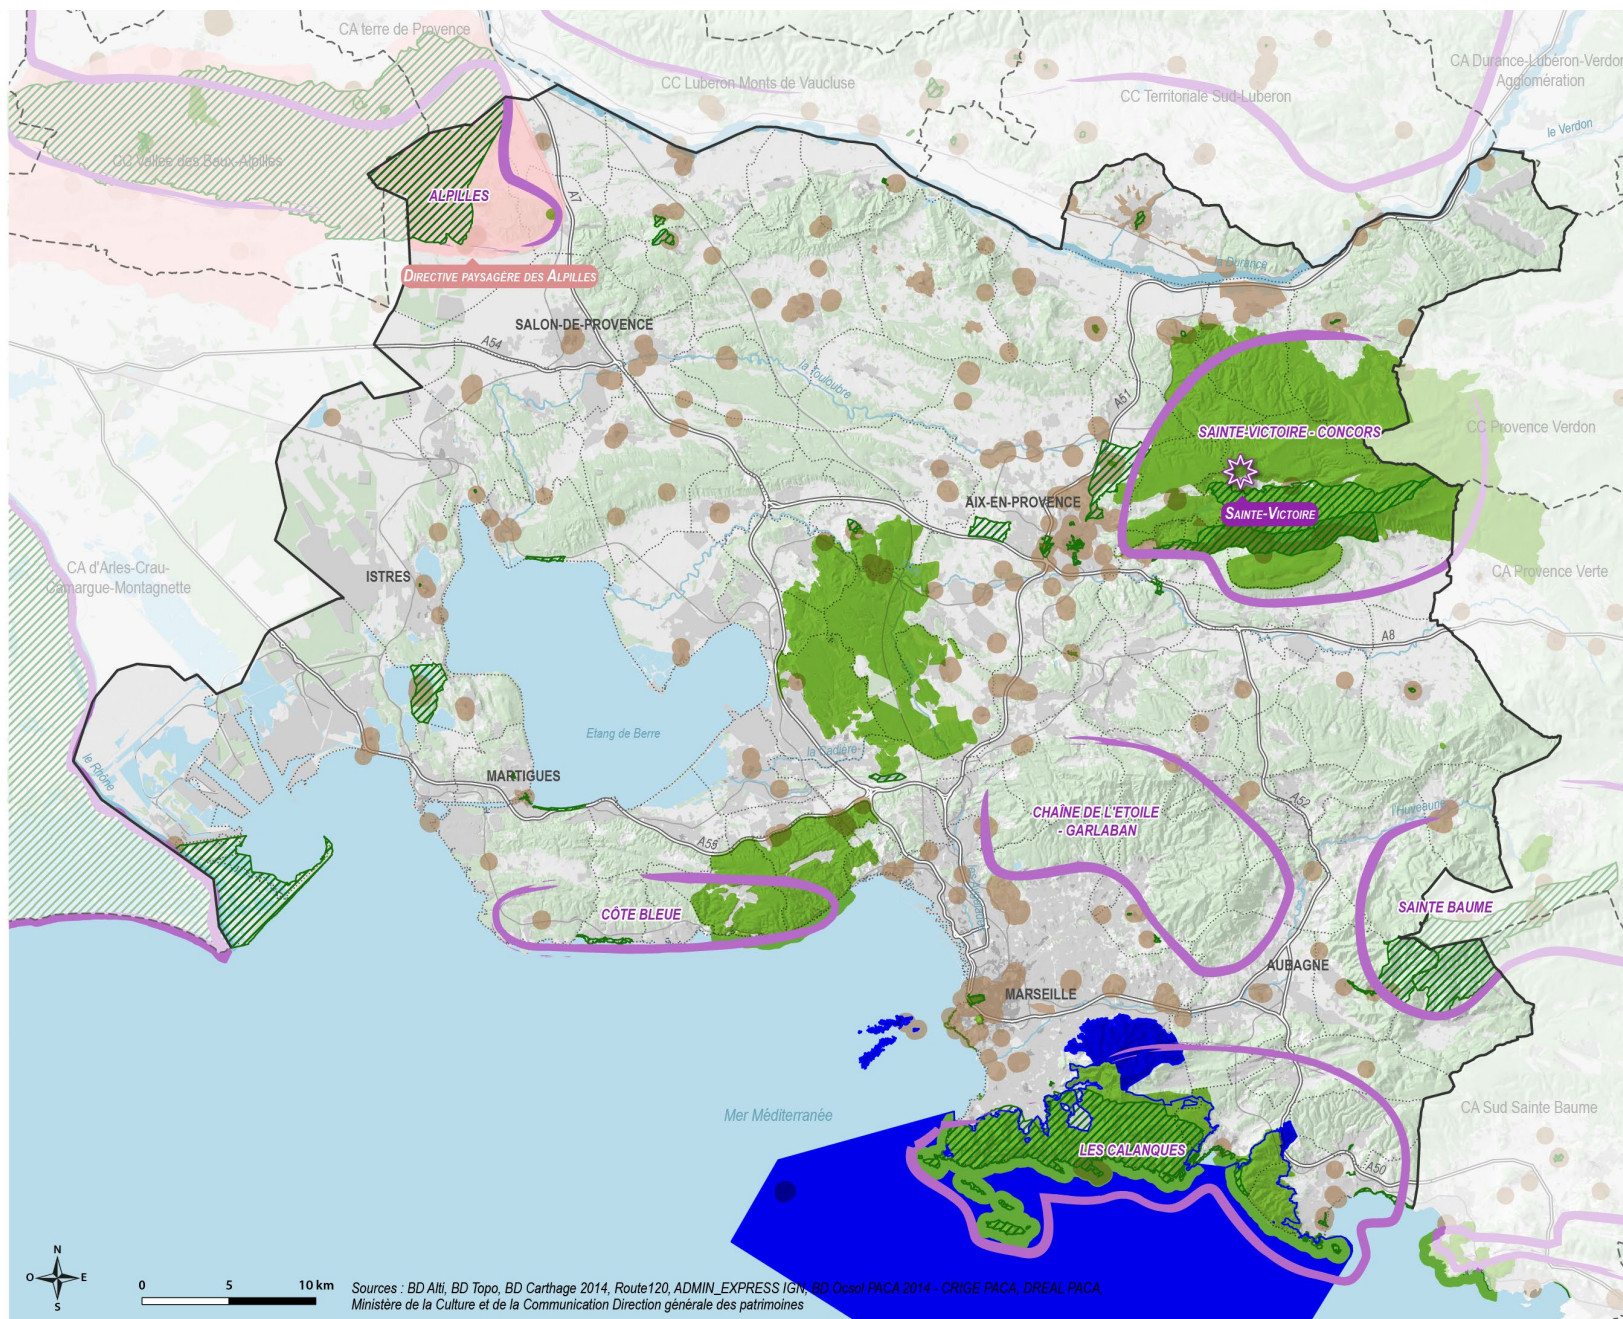 CA terre de Provence
CC Luberon Monts de Vaucluse
CA Durance-Luberon-Verdon
Agglomération
CC Territoriale Sud-Luberon
le Verdon
CC Vallée des Baux-Alpilles
ALPILLES
A7
DIRECTIVE PAYSAGÈRE DES ALPILLES
la Durance
SALON-DE-PROVENCE
A54
la Touloubre
A51
SAINTE-VICTOIRE - CONCORS
CC Provence Verdon
AIX-EN-PROVENCE
SAINTE-VICTOIRE
CA d'Arles-Crau-
Camargue-Montagnette
ISTRES
CA Provence Verte
A8
Etang de Berre
la Cadière
le Rhône
MARTIGUES
A52
l'Huveaune
CHAÎNE DE L'ETOILE
- GARLABAN
A55
CÔTE BLEUE
SAINTE BAUME
AUBAGNE
MARSEILLE
Mer Méditerranée
CA Sud Sainte Baume
LES CALANQUES
A50
N
O
E
S
0
5
10 km
Sources : BD Alti, BD Topo, BD Carthage 2014, Route120, ADMIN_EXPRESS IGN, BD Ocsol PACA 2014 - CRIGE PACA, DREAL PACA,
Ministère de la Culture et de la Communication Direction générale des patrimoines